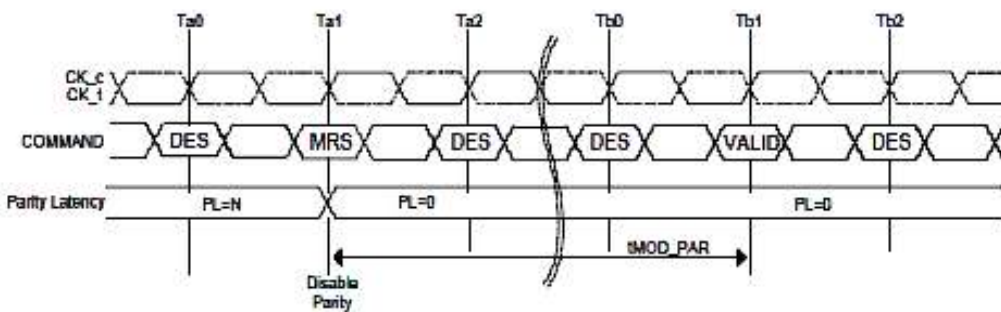 Ta0 Ta1 Ta2 Tb0 Tb1 Tb2
CK_c
CK_t
COMMAND DES MRS DES DES VALID DES
Parity Latency PL=N PL=0 PL=0
tMOD_PAR
Disable
Parity